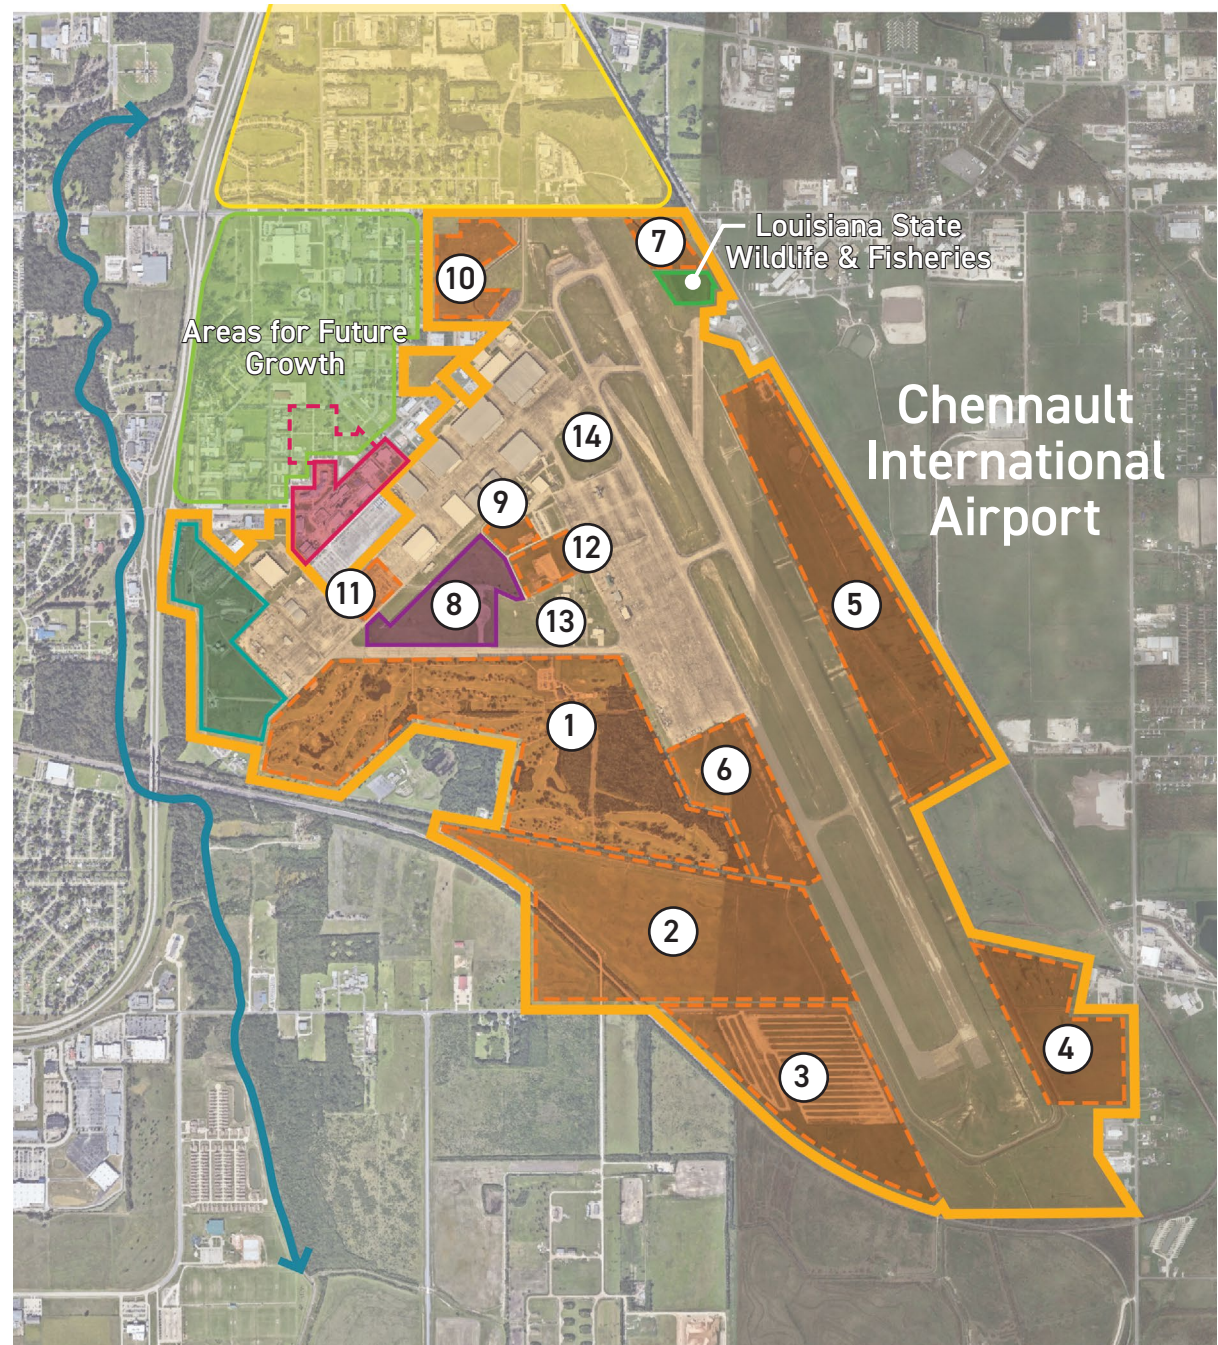 7
Louisiana State
Wildlife & Fisheries
10
Areas for Future
Growth
Chennault
International
Airport
14
9
12
11
8
13
5
1
6
2
4
3